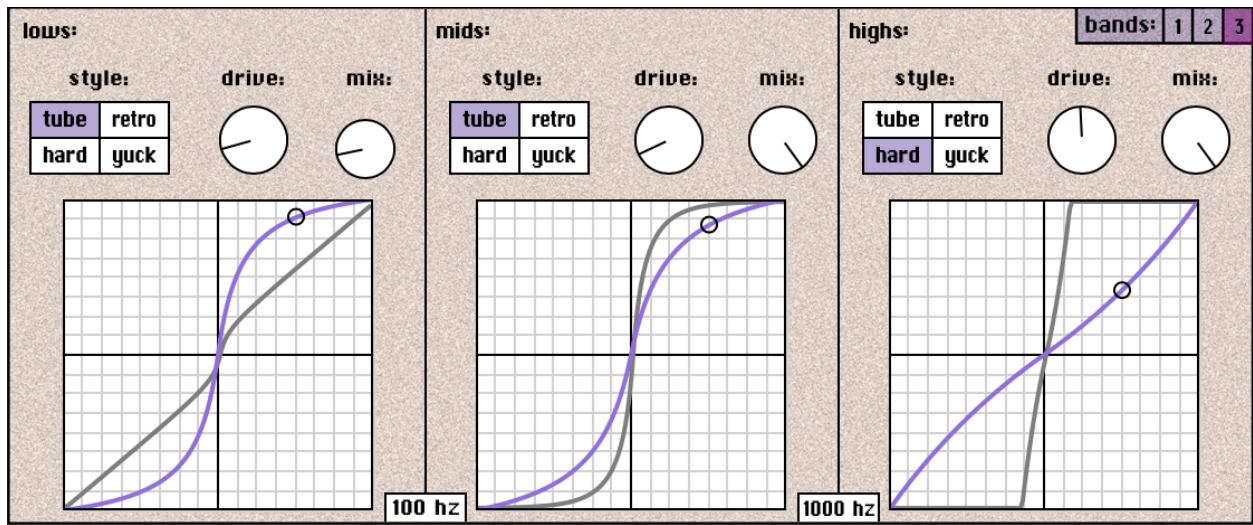 lows:
mids:
highs:
bands: 1 2 3
style: drive: mix:
tube retro
hard yuck
style: drive: mix:
tube retro
hard yuck
style: drive: mix:
tube retro
hard yuck
100 hz
1000 hz